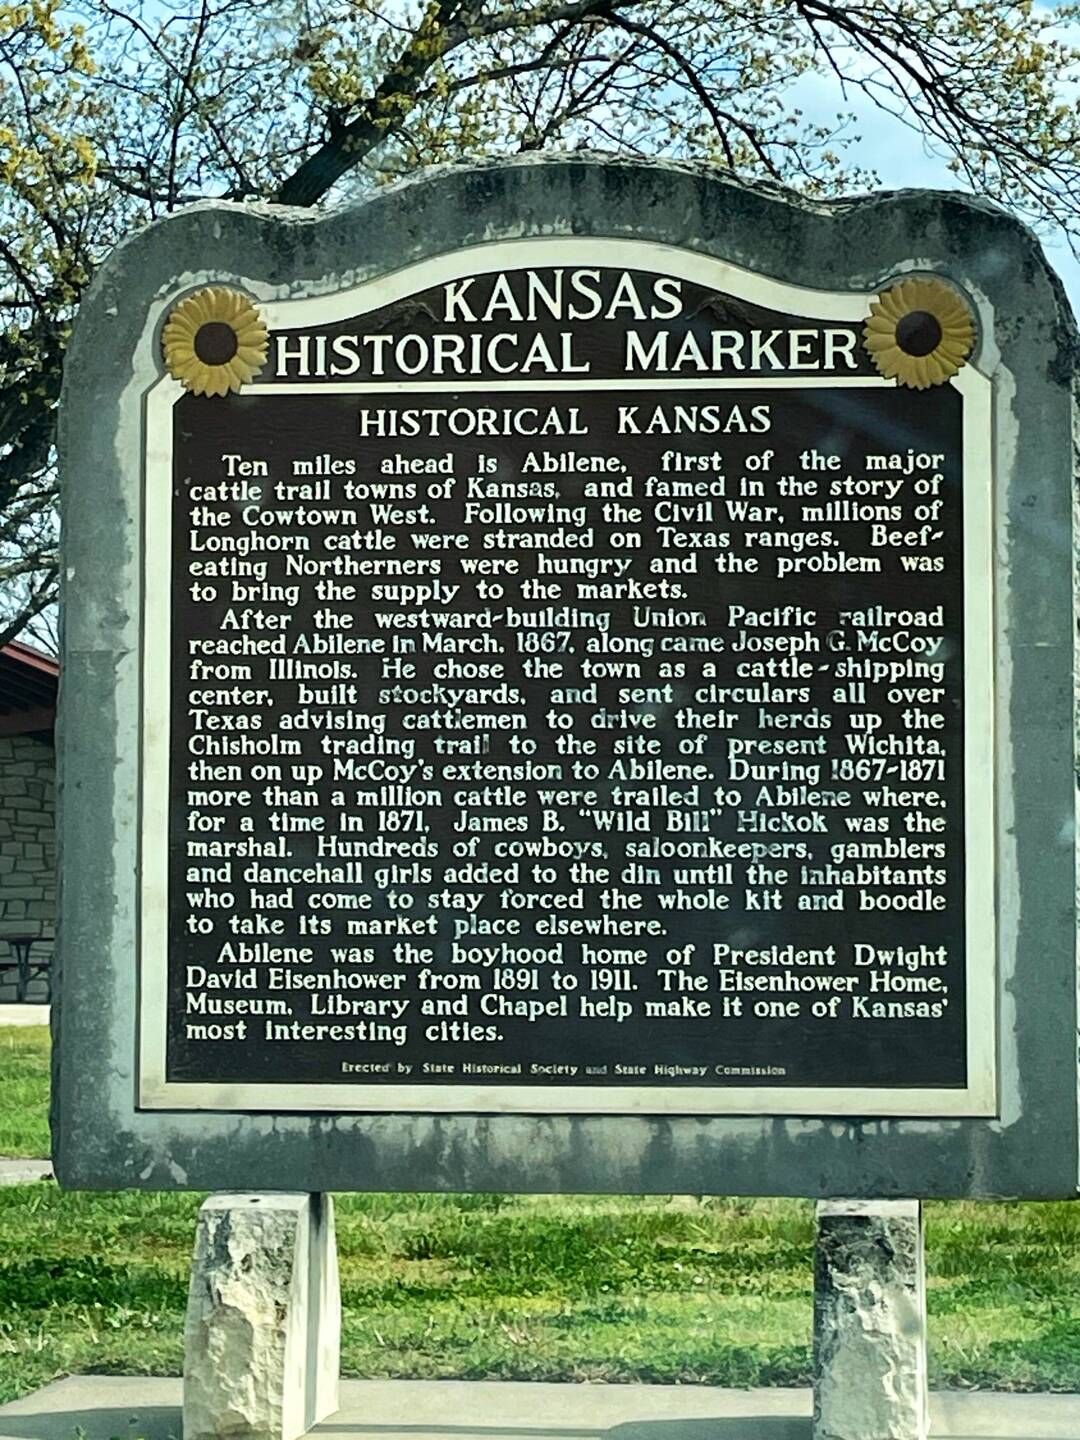 KANSAS
HISTORICAL MARKER
HISTORICAL KANSAS
Ten miles ahead is Abilene, first of the major
cattle trail towns of Kansas, and famed in the story of
the Cowtown West. Following the Civil War, millions of
Longhorn cattle were stranded on Texas ranges. Beef-
eating Northerners were hungry and the problem was
to bring the supply to the markets.
After the westward-building Union Pacific railroad
reached Abilene in March, 1867, along came Joseph G. McCoy
from Illinois. He chose the town as a cattle-shipping
center, built stockyards, and sent circulars all over
Texas advising cattlemen to drive their herds up the
Chisholm trading trail to the site of present Wichita,
then on up McCoy's extension to Abilene. During 1867-1871
more than a million cattle were trailed to Abilene where,
for a time in 1871, James B. "Wild Bill" Hickok was the
marshal. Hundreds of cowboys, saloonkeepers, gamblers
and dancehall girls added to the din until the inhabitants
who had come to stay forced the whole kit and boodle
to take its market place elsewhere.
Abilene was the boyhood home of President Dwight
David Eisenhower from 1891 to 1911. The Eisenhower Home,
Museum, Library and Chapel help make it one of Kansas'
most interesting cities.
Erected by State Historical Society and State Highway Commission